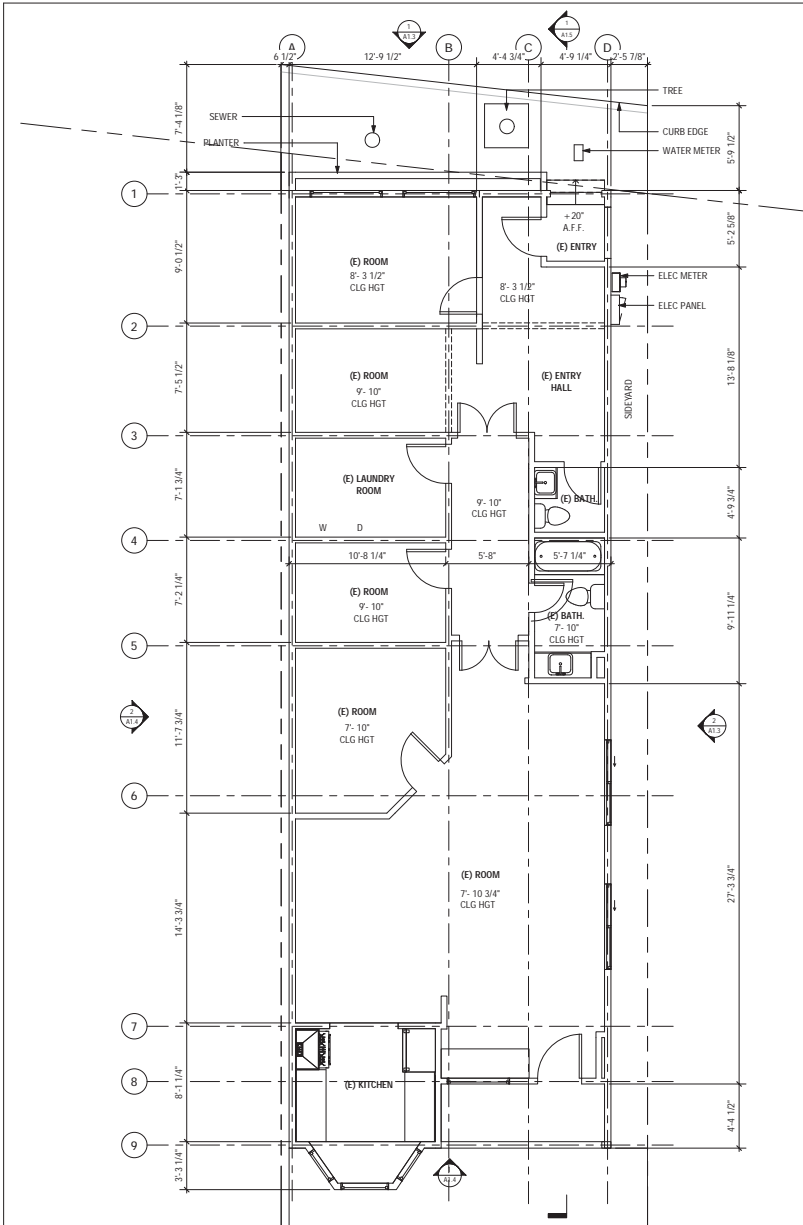 1
A1.3
1
A1.5
A
B
C
D
6 1/2"
12'-9 1/2"
4'-4 3/4"
4'-9 1/4"
2'-5 7/8"
TREE
SEWER
CURB EDGE
PLANTER
WATER METER
7'-4 1/8"
5'-9 1/2"
1'-3"
1
+20"
A.F.F.
(E) ENTRY
5'-2 5/8"
(E) ROOM
8'- 3 1/2"
CLG HGT
8'- 3 1/2"
CLG HGT
9'-0 1/2"
ELEC METER
ELEC PANEL
2
(E) ROOM
9'- 10"
CLG HGT
(E) ENTRY
HALL
7'-5 1/2"
13'-8 1/8"
SIDEYARD
3
(E) LAUNDRY
ROOM
W D
9'- 10"
CLG HGT
(E) BATH.
7'-1 3/4"
4'-9 3/4"
4
10'-8 1/4"
5'-8"
5'-7 1/4"
(E) ROOM
9'- 10"
CLG HGT
(E) BATH.
7'- 10"
CLG HGT
7'-2 1/4"
9'-11 1/4"
5
2
A1.4
(E) ROOM
7'- 10"
CLG HGT
11'-7 3/4"
2
A1.3
6
(E) ROOM
7'- 10 3/4"
CLG HGT
14'-3 3/4"
27'-3 3/4"
7
8
(E) KITCHEN
8'-1 1/4"
4'-4 1/2"
9
3'-3 1/4"
1
A1.4